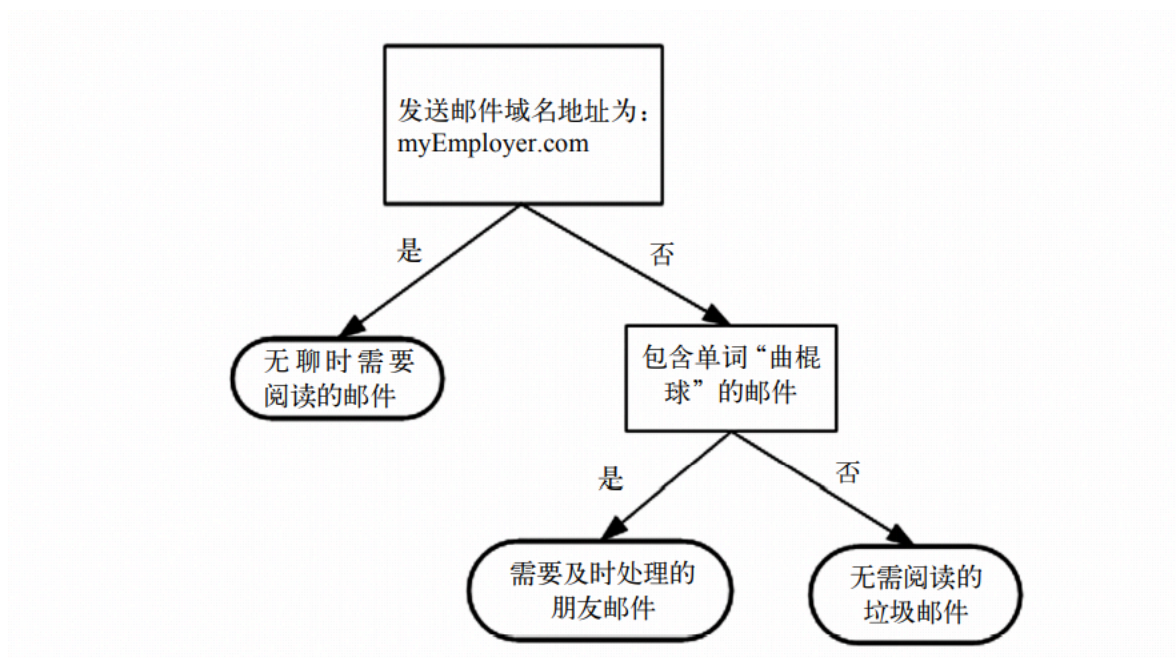 发送邮件域名地址为：
myEmployer.com
是
否
无聊时需要
阅读的邮件
包含单词“曲棍
球”的邮件
是
否
需要及时处理的
朋友邮件
无需阅读的
垃圾邮件